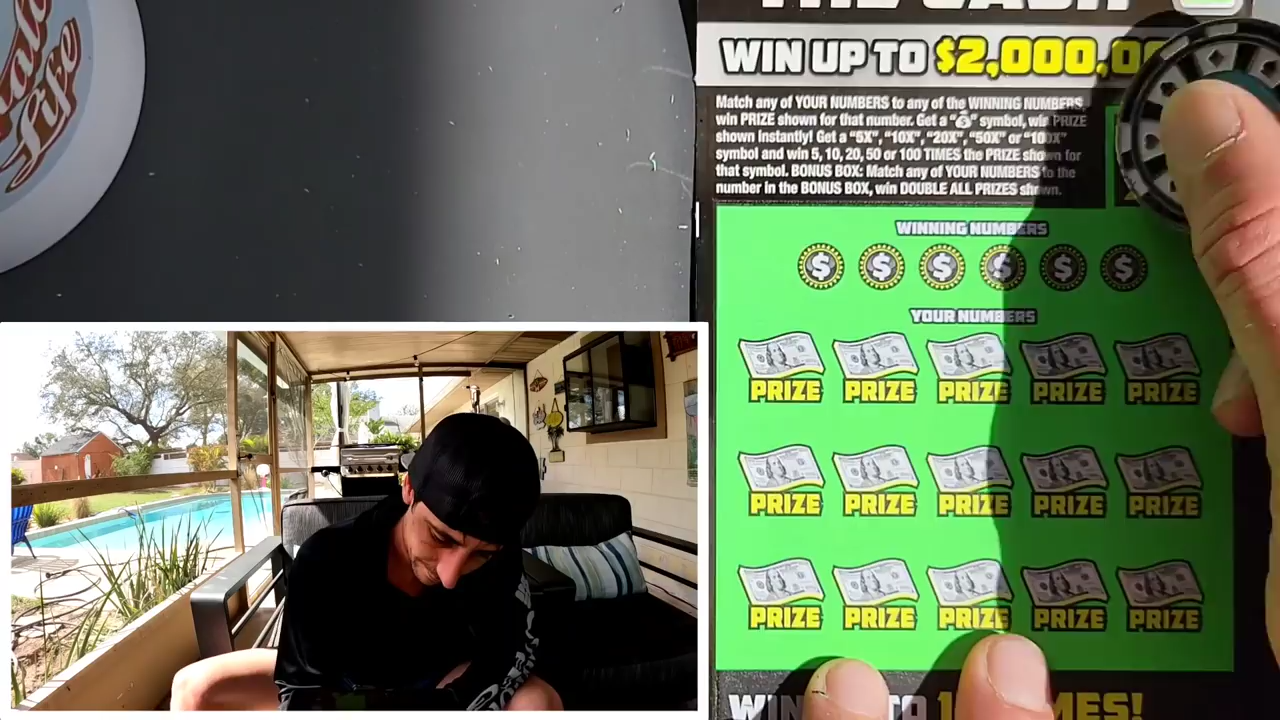 THE CASH
Life
WIN UP TO $2,000,0
Match any of YOUR NUMBERS to any of the WINNING NUMBERS,
win PRIZE shown for that number. Get a "💰" symbol, win PRIZE
shown instantly! Get a "5X", "10X", "20X", "50X" or "100X"
symbol and win 5, 10, 20, 50 or 100 TIMES the PRIZE shown for
that symbol. BONUS BOX: Match any of YOUR NUMBERS to the
number in the BONUS BOX, win DOUBLE ALL PRIZES shown.
WINNING NUMBERS
$ $ $ $ $ $
YOUR NUMBERS
PRIZE PRIZE PRIZE PRIZE PRIZE
PRIZE PRIZE PRIZE PRIZE PRIZE
PRIZE PRIZE PRIZE PRIZE PRIZE